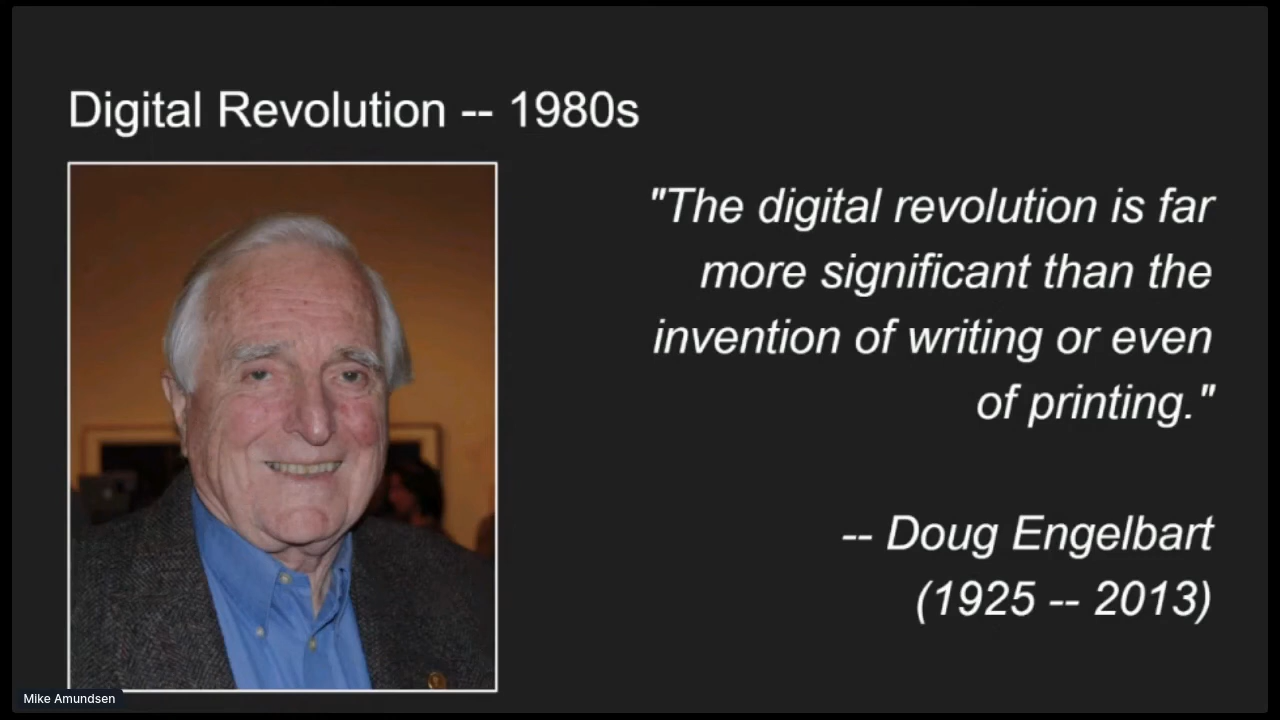 Digital Revolution -- 1980s
"The digital revolution is far
more significant than the
invention of writing or even
of printing."
-- Doug Engelbart
(1925 -- 2013)
Mike Amundsen